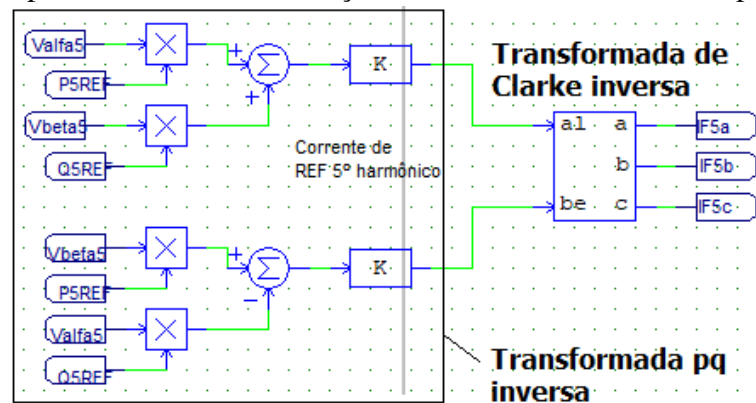 Valfa5
P5REF
Vbeta5
Q5REF
+
+
Σ
K
Corrente de
REF 5º harmônico
Vbeta5
P5REF
Valfa5
Q5REF
+
−
Σ
K
Transformada de
Clarke inversa
al a
b
be c
IF5a
IF5b
IF5c
Transformada pq
inversa